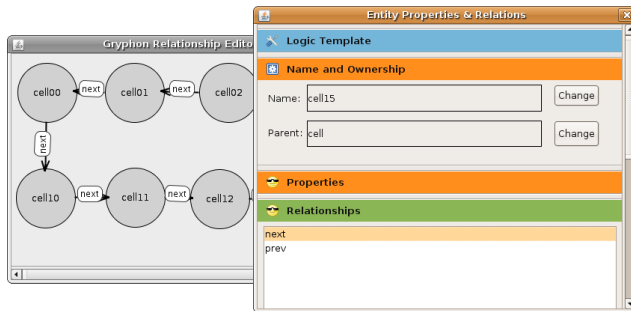 Gryphon Relationship Edito
cell00
next
cell01
next
cell02
next
cell10
next
cell11
next
cell12
Entity Properties & Relations
Logic Template
Name and Ownership
Name: cell15 Change
Parent: cell Change
Properties
Relationships
next
prev